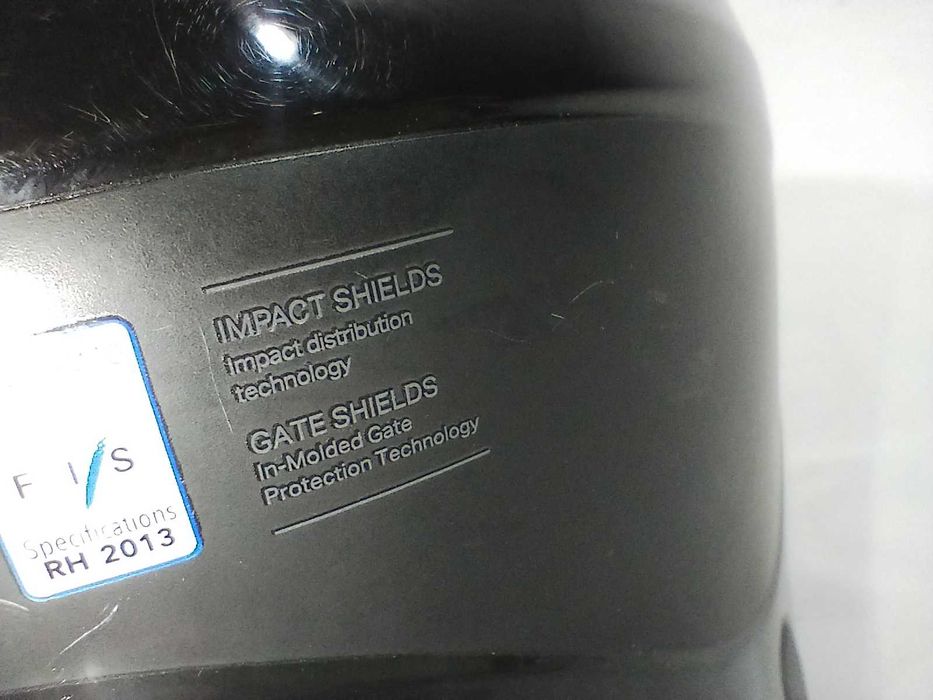 IMPACT SHIELDS
Impact distribution
technology
GATE SHIELDS
In-Molded Gate
Protection Technology
F I S
Specifications
RH 2013